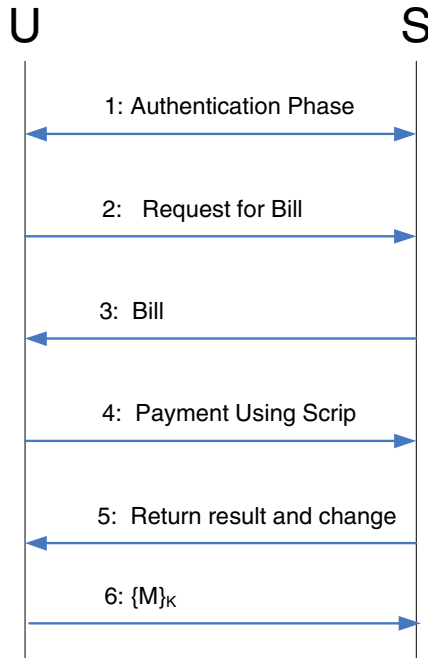 U S
1: Authentication Phase
2: Request for Bill
3: Bill
4: Payment Using Scrip
5: Return result and change
6: {M}K